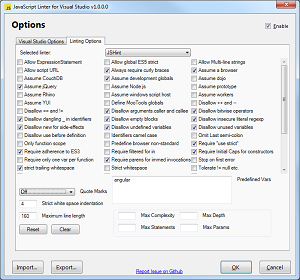 JavaScript Linter for Visual Studio v1.0.0.0
Options
Enable
Visual Studio Options Linting Options
Selected linter: JSHint
Allow ExpressionStatement Allow global ES5 strict Allow Multi-line strings
Allow script URL Always require curly braces Assume a browser
Assume CouchDB Assume development globals Assume dojo
Assume jQuery Assume Node.js Assume prototype
Assume Rhino Assume windows script host Assume workers
Assume YUI Define MooTools globals Disallow ++ and --
Disallow == and != Disallow arguments caller and callee Disallow bitwise operators
Disallow dangling _ in identifiers Disallow empty blocks Disallow insecure literal regexp
Disallow new for side-effects Disallow undefined variables Disallow unused variables
Disallow use before definition Identifiers camel case Omit Last semi-colon
Only function scope Predefine browser non-standard Require "use strict"
Require adherence to ES3 Require filtered for in Require Initial Caps for constructors
Require only one var per function Require parens for immed invocations Stop on first error
strict trailing whitespace Strict whitespace Tolerate != null etc.
Off Quote Marks angular Predefined Vars
4 Strict white space indentation
160 Maximum line length Max Complexity Max Depth
Reset Clear Max Statements Max Params
Import... Export... Report Issue on Github OK Cancel